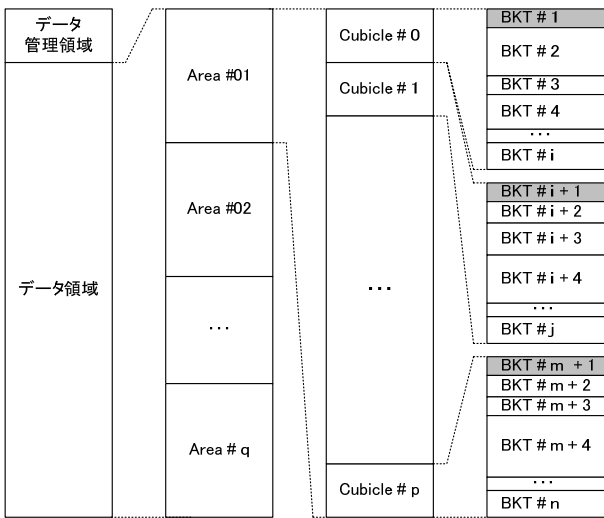 データ
管理領域
データ領域
Area #01
Area #02
...
Area # q
Cubicle # 0
Cubicle # 1
...
Cubicle # p
BKT # 1
BKT # 2
BKT # 3
BKT # 4
...
BKT # i
BKT # i + 1
BKT # i + 2
BKT # i + 3
BKT # i + 4
...
BKT # j
BKT # m + 1
BKT # m + 2
BKT # m + 3
BKT # m + 4
...
BKT # n